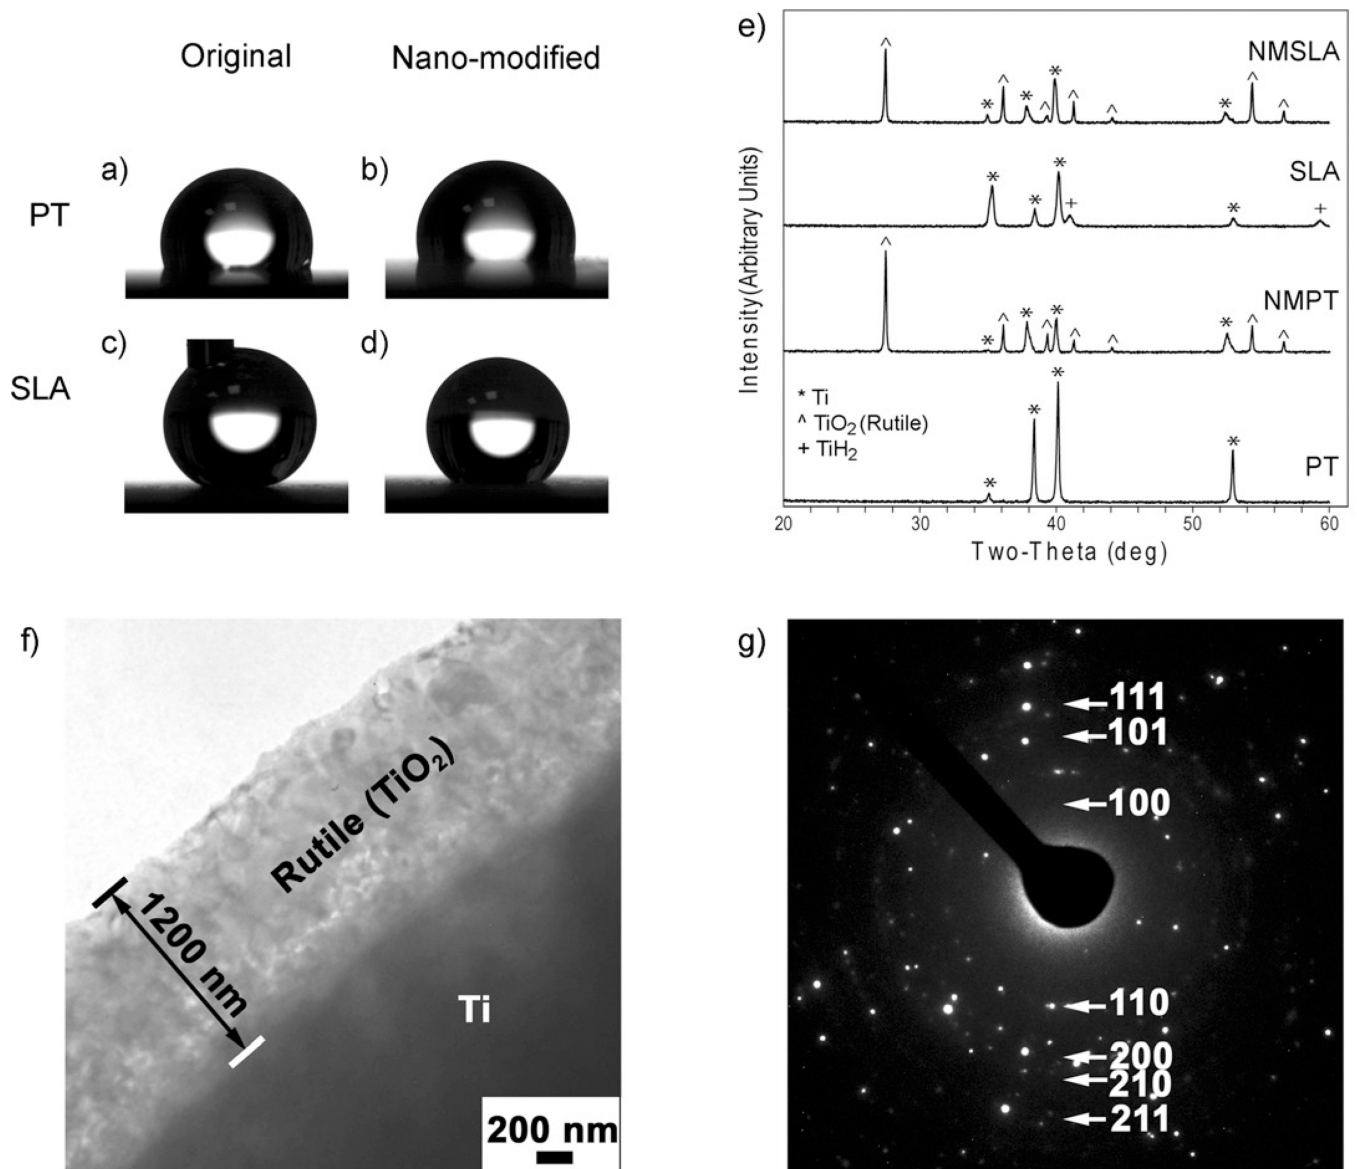 Original
Nano-modified
PT
a)
b)
SLA
c)
d)
e)
Intensity (Arbitrary Units)
^
*
^
*
^
*
^
^
*
^
^
NMSLA
*
*
*
+
*
+
SLA
^
*
^
*
^
*
^
^
*
^
^
NMPT
*
*
*
*
PT
* Ti
^ TiO₂ (Rutile)
+ TiH₂
20 30 40 50 60
Two-Theta (deg)
f)
Rutile (TiO₂)
1200 nm
Ti
200 nm
g)
111
101
100
110
200
210
211